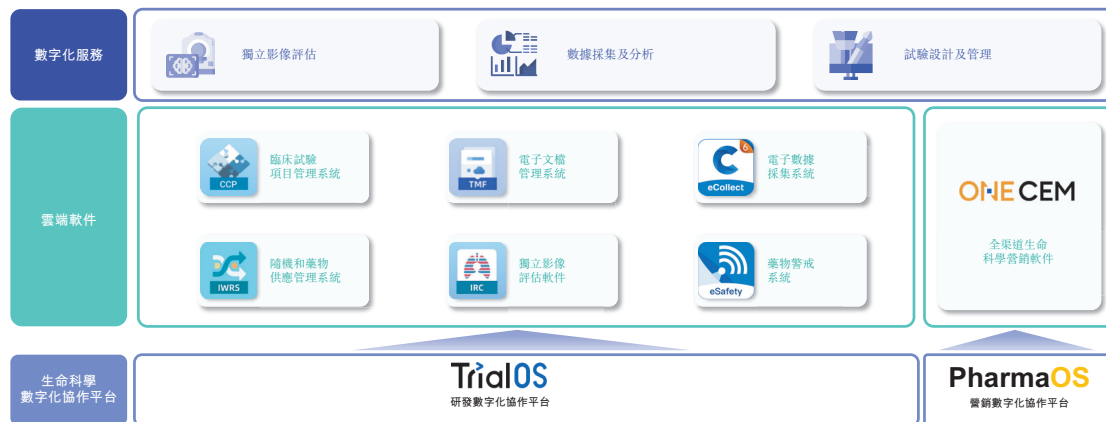 數字化服務
獨立影像評估
數據採集及分析
試驗設計及管理
雲端軟件
CCP
臨床試驗
項目管理系統
TMF
電子文檔
管理系統
C
6
eCollect
電子數據
採集系統
IWRS
隨機和藥物
供應管理系統
IRC
獨立影像
評估軟件
eSafety
藥物警戒
系統
ONE CEM
全渠道生命
科學營銷軟件
生命科學
數字化協作平台
TrialOS
研發數字化協作平台
PharmaOS
營銷數字化協作平台